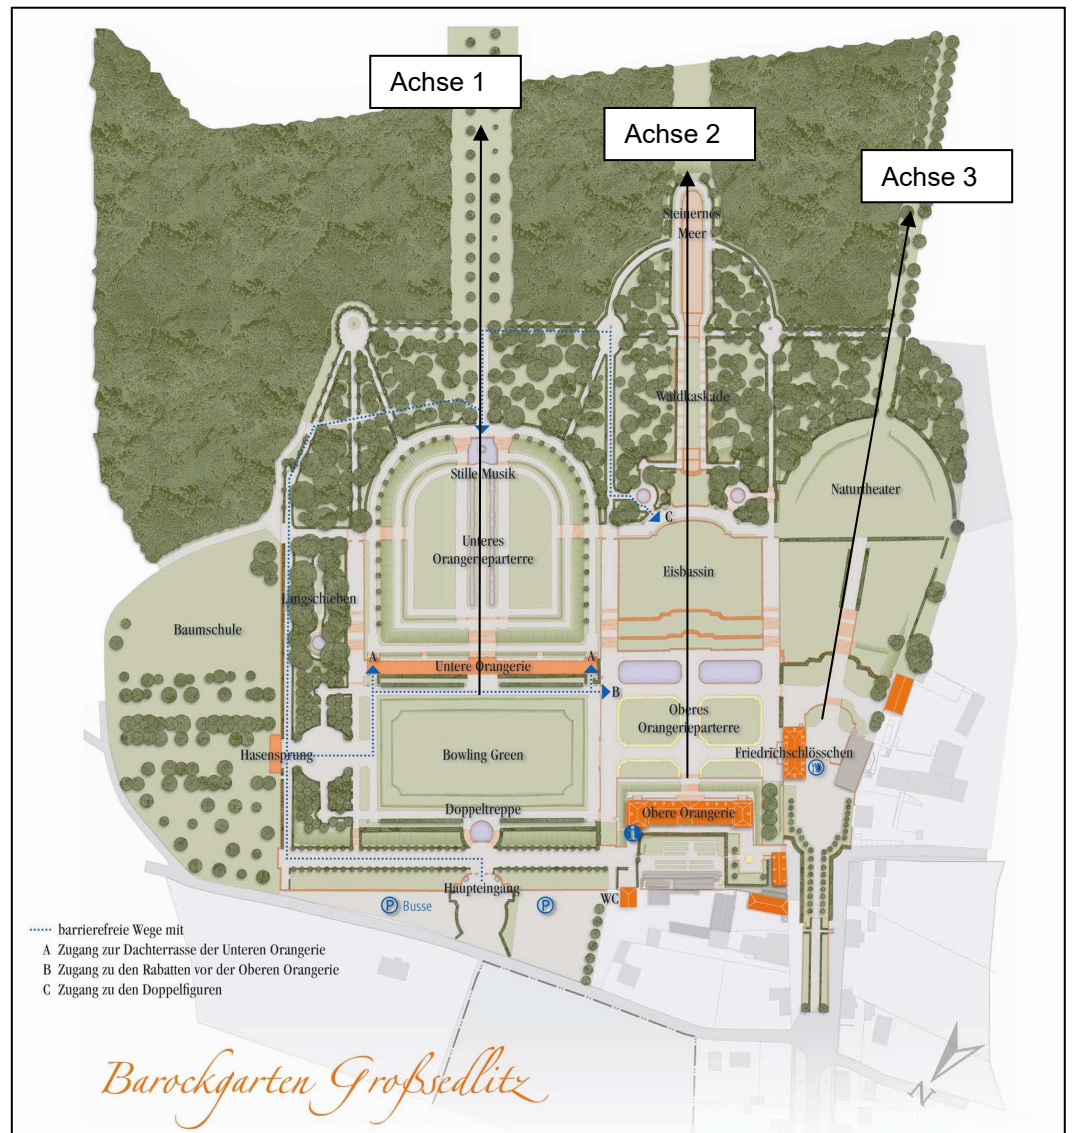 Achse 1
Achse 2
Achse 3
Steinernes
Meer
Waldkaskade
Stille Musik
Naturtheater
C
Unteres
Orangerieparterre
Eisbassin
Langschieben
Baumschule
A
Untere Orangerie
A
B
Oberes
Orangerieparterre
Hasensprung
Bowling Green
Friedrichschlösschen
Doppeltreppe
Obere Orangerie
i
Haupteingang
WC
P Busse
P
barrierefreie Wege mit
A Zugang zur Dachterrasse der Unteren Orangerie
B Zugang zu den Rabatten vor der Oberen Orangerie
C Zugang zu den Doppelfiguren
Barockgarten Großsedlitz
N